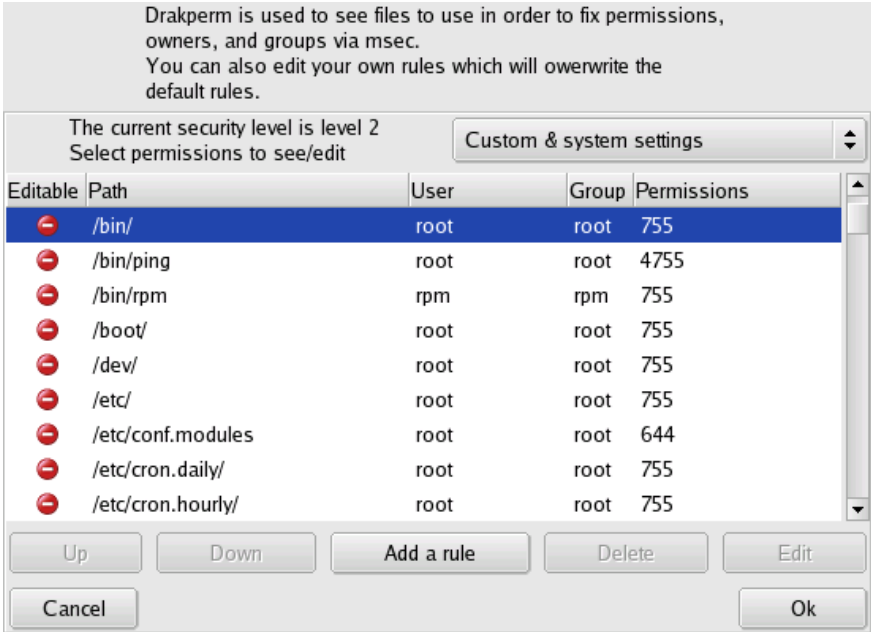 Drakperm is used to see files to use in order to fix permissions,
owners, and groups via msec.
You can also edit your own rules which will owerwrite the
default rules.
The current security level is level 2
Select permissions to see/edit
Custom & system settings
Editable Path User Group Permissions
/bin/ root root 755
/bin/ping root root 4755
/bin/rpm rpm rpm 755
/boot/ root root 755
/dev/ root root 755
/etc/ root root 755
/etc/conf.modules root root 644
/etc/cron.daily/ root root 755
/etc/cron.hourly/ root root 755
Up Down Add a rule Delete Edit
Cancel Ok